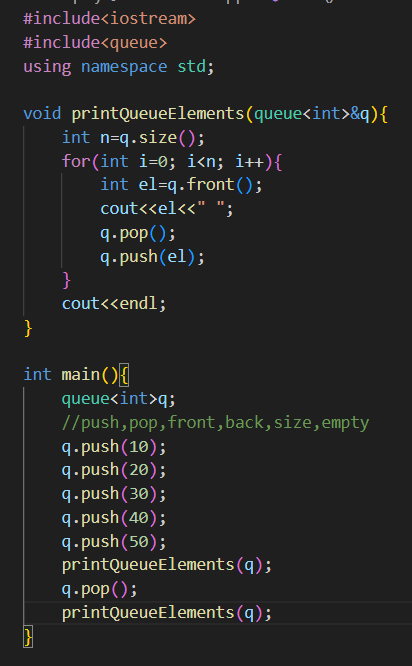 #include<iostream>
#include<queue>
using namespace std;
void printQueueElements(queue<int>&q){
    int n=q.size();
    for(int i=0; i<n; i++){
        int el=q.front();
        cout<<el<<" ";
        q.pop();
        q.push(el);
    }
    cout<<endl;
}
int main(){
    queue<int>q;
    //push,pop,front,back,size,empty
    q.push(10);
    q.push(20);
    q.push(30);
    q.push(40);
    q.push(50);
    printQueueElements(q);
    q.pop();
    printQueueElements(q);
}